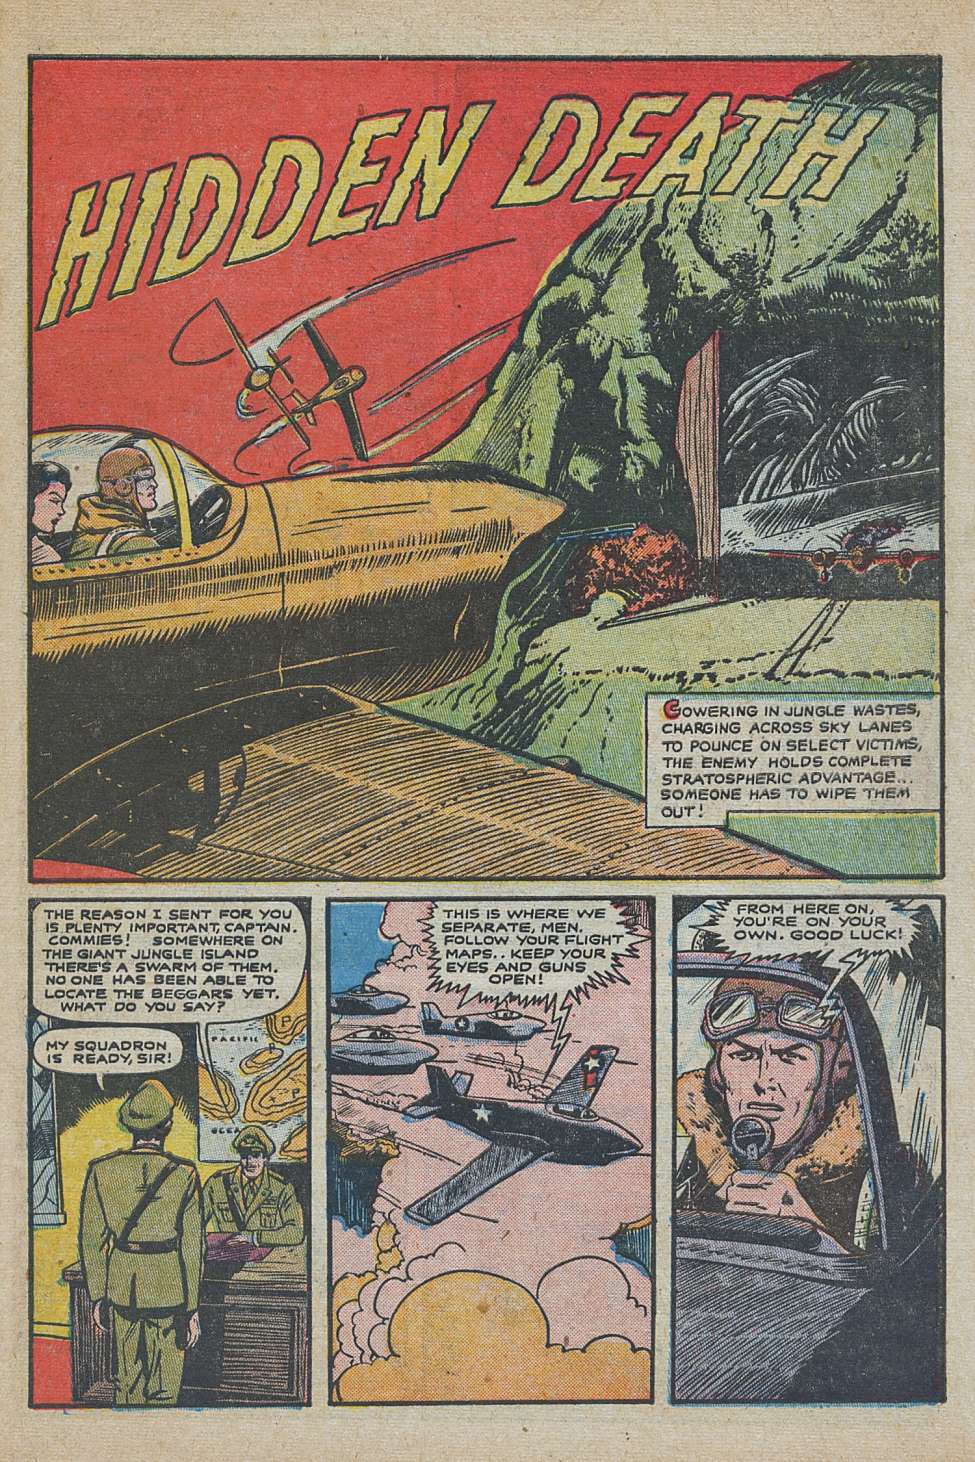 HIDDEN DEATH
COWERING IN JUNGLE WASTES,
CHARGING ACROSS SKY LANES
TO POUNCE ON SELECT VICTIMS,
THE ENEMY HOLDS COMPLETE
STRATOSPHERIC ADVANTAGE...
SOMEONE HAS TO WIPE THEM
OUT!
THE REASON I SENT FOR YOU
IS PLENTY IMPORTANT, CAPTAIN.
COMMIES! SOMEWHERE ON
THE GIANT JUNGLE ISLAND
THERE'S A SWARM OF THEM.
NO ONE HAS BEEN ABLE TO
LOCATE THE BEGGARS YET.
WHAT DO YOU SAY?
MY SQUADRON
IS READY, SIR!
PACIFIC
P
P
P
OCEA
THIS IS WHERE WE
SEPARATE, MEN.
FOLLOW YOUR FLIGHT
MAPS.. KEEP YOUR
EYES AND GUNS
OPEN!
FROM HERE ON,
YOU'RE ON YOUR
OWN. GOOD LUCK!